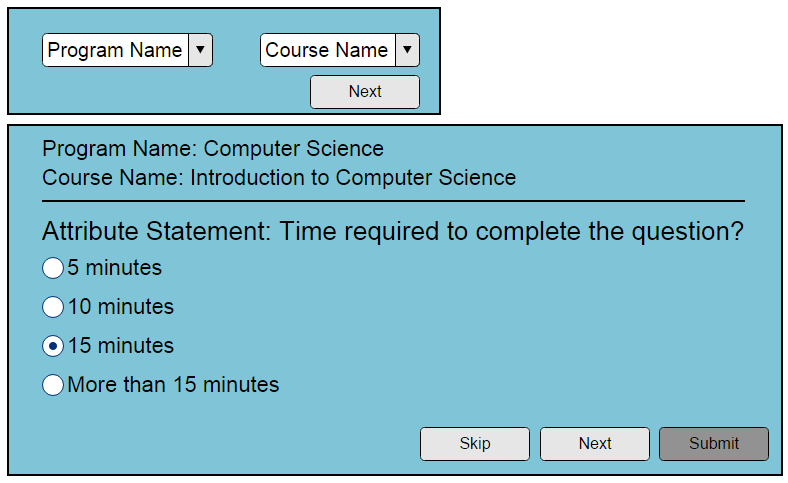 Program Name Course Name
Next
Program Name: Computer Science
Course Name: Introduction to Computer Science
Attribute Statement: Time required to complete the question?
5 minutes
10 minutes
15 minutes
More than 15 minutes
Skip Next Submit